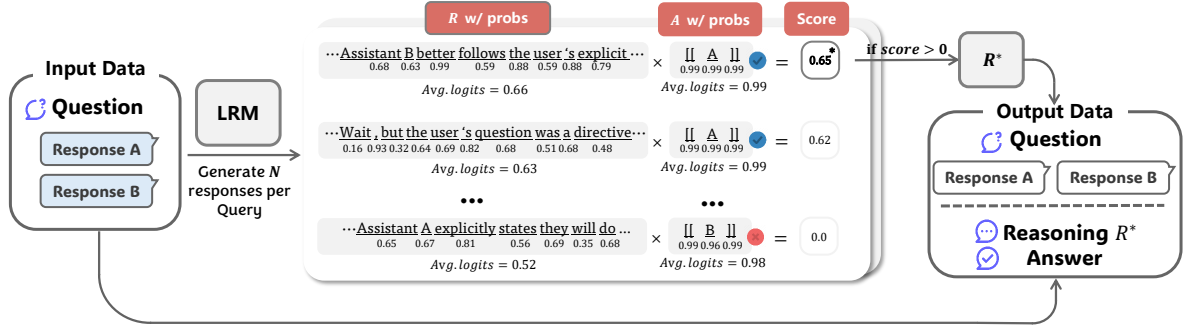 Input Data
Question
Response A
Response B
LRM
Generate N
responses per
Query
R w/ probs
A w/ probs
Score
···Assistant B better follows the user 's explicit ···
0.68 0.63 0.99 0.59 0.88 0.59 0.88 0.79
Avg. logits = 0.66
×
[[ A ]]
0.99 0.99 0.99
Avg. logits = 0.99
=
0.65*
···Wait , but the user 's question was a directive···
0.16 0.93 0.32 0.64 0.69 0.82 0.68 0.51 0.68 0.48
Avg. logits = 0.63
×
[[ A ]]
0.99 0.99 0.99
Avg. logits = 0.99
=
0.62
•••
•••
···Assistant A explicitly states they will do ...
0.65 0.67 0.81 0.56 0.69 0.35 0.68
Avg. logits = 0.52
×
[[ B ]]
0.99 0.96 0.99
Avg. logits = 0.98
=
0.0
if score > 0
R*
Output Data
Question
Response A
Response B
Reasoning R*
Answer